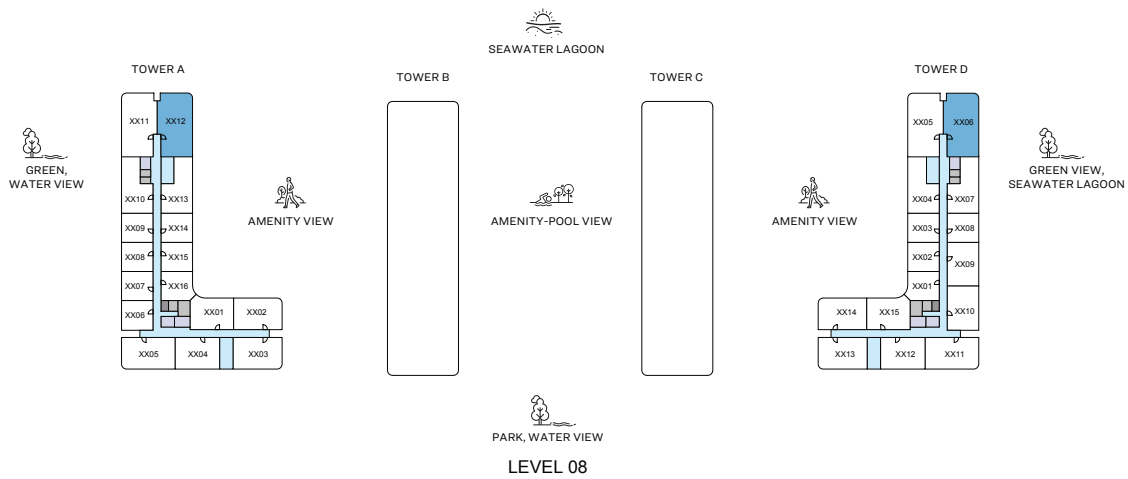 SEAWATER LAGOON
TOWER A
TOWER B
TOWER C
TOWER D
XX11
XX12
XX10
XX13
XX09
XX14
XX08
XX15
XX07
XX16
XX06
XX01
XX02
XX05
XX04
XX03
GREEN,
WATER VIEW
AMENITY VIEW
AMENITY-POOL VIEW
AMENITY VIEW
XX05
XX06
XX04
XX07
XX03
XX08
XX02
XX09
XX01
XX14
XX15
XX10
XX13
XX12
XX11
GREEN VIEW,
SEAWATER LAGOON
PARK, WATER VIEW
LEVEL 08